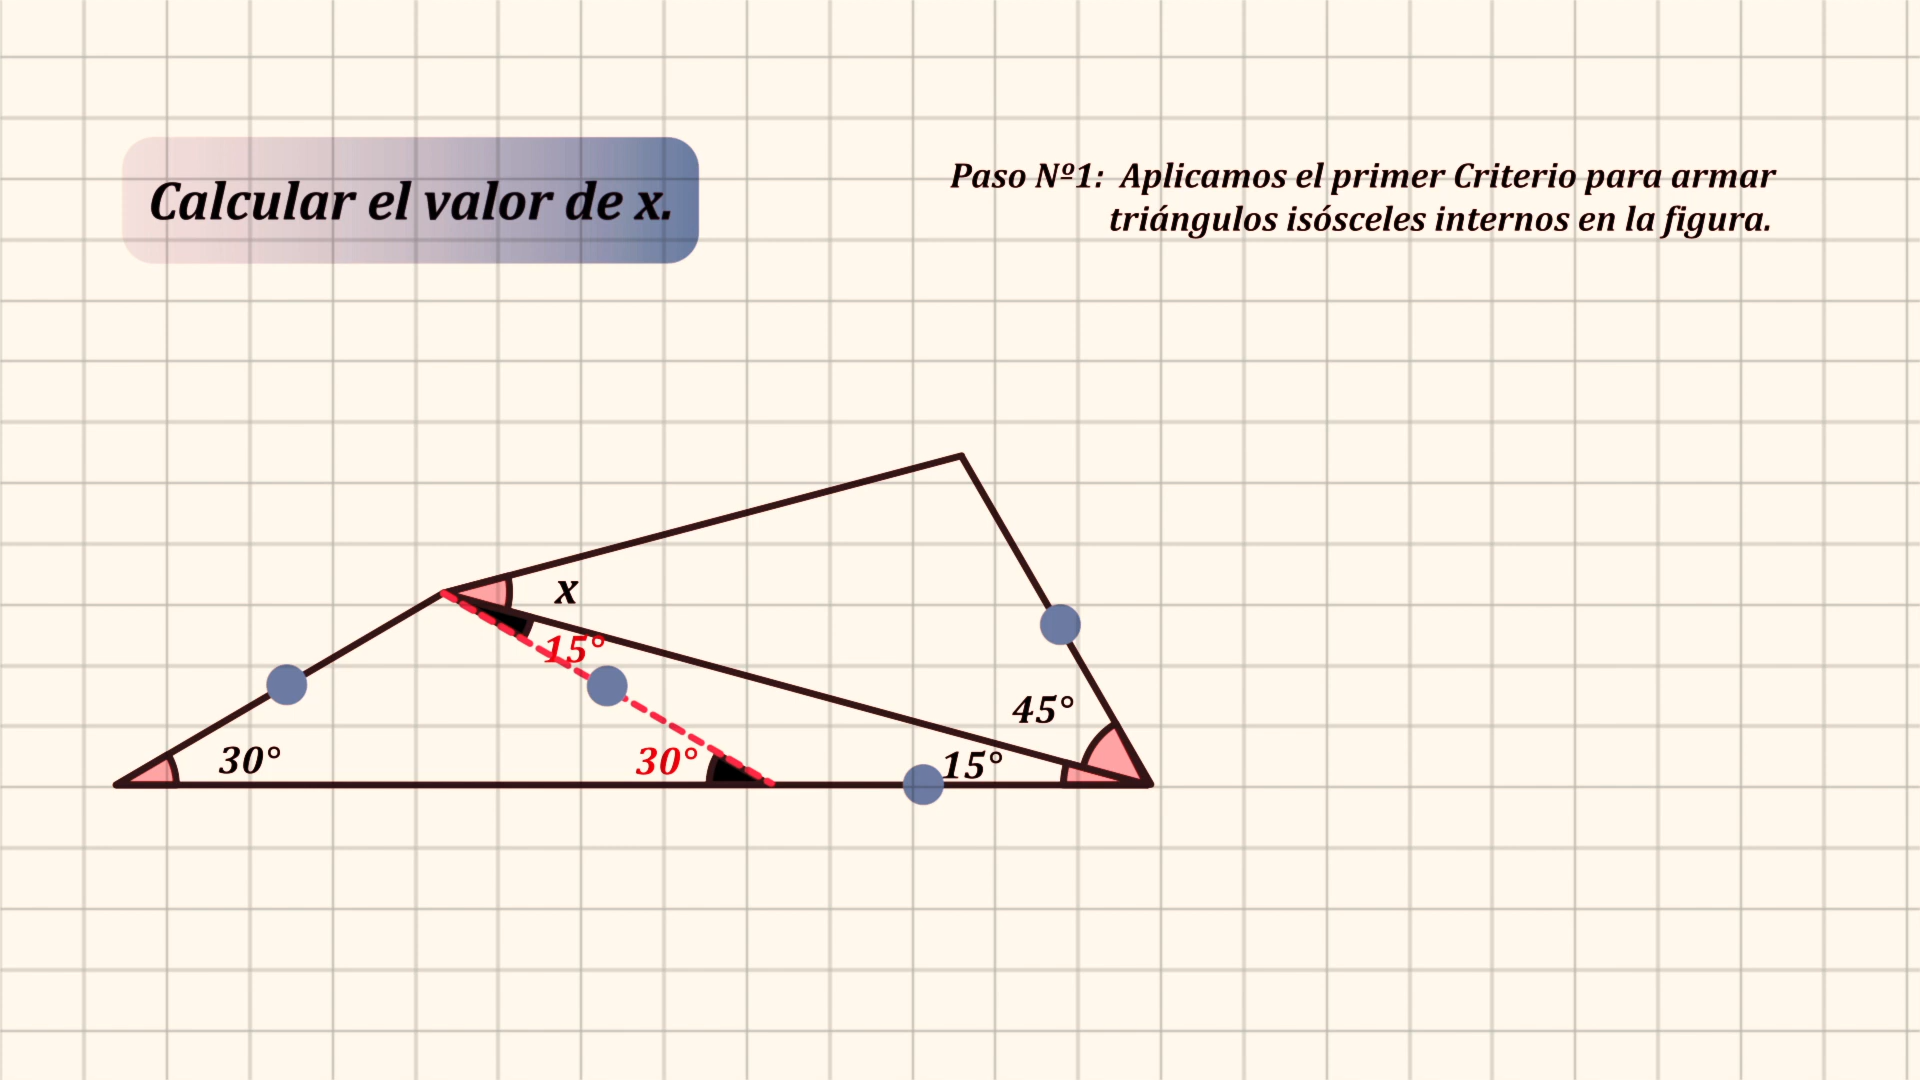 Calcular el valor de x.
Paso Nº1: Aplicamos el primer Criterio para armar
triángulos isósceles internos en la figura.
x
15°
45°
30°
30°
15°